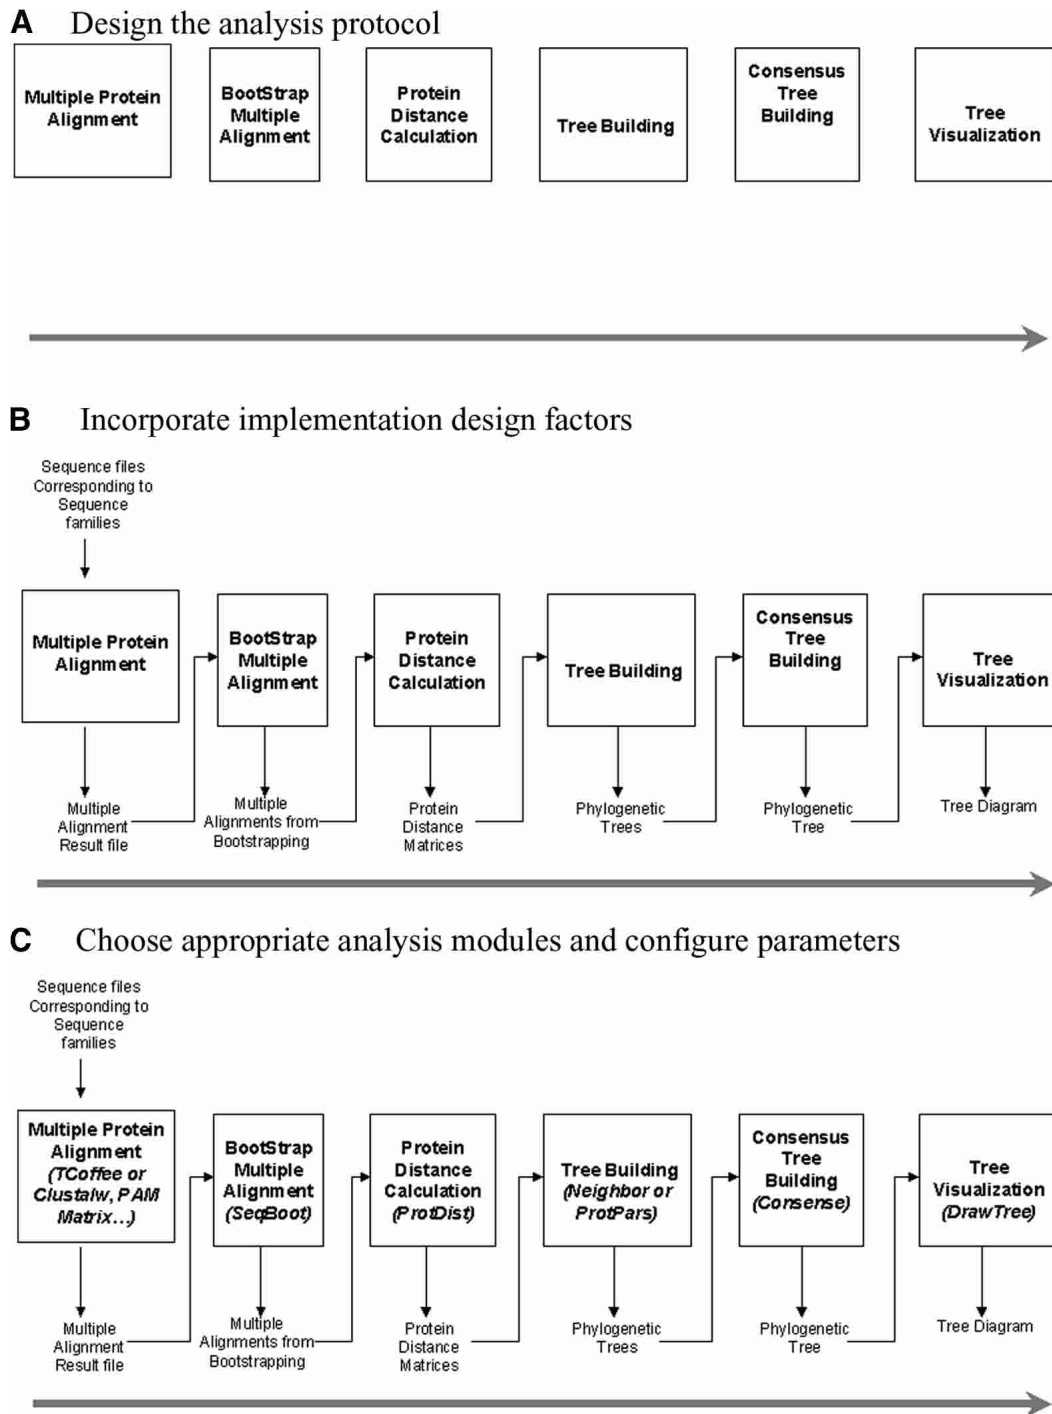 A Design the analysis protocol
Multiple Protein
Alignment
BootStrap
Multiple
Alignment
Protein
Distance
Calculation
Tree Building
Consensus
Tree
Building
Tree
Visualization
B Incorporate implementation design factors
Sequence files
Corresponding to
Sequence
families
Multiple Protein
Alignment
BootStrap
Multiple
Alignment
Protein
Distance
Calculation
Tree Building
Consensus
Tree
Building
Tree
Visualization
Multiple
Alignment
Result file
Multiple
Alignments from
Bootstrapping
Protein
Distance
Matrices
Phylogenetic
Trees
Phylogenetic
Tree
Tree Diagram
C Choose appropriate analysis modules and configure parameters
Sequence files
Corresponding to
Sequence
families
Multiple Protein
Alignment
(TCoffee or
Clustalw, PAM
Matrix...)
BootStrap
Multiple
Alignment
(SeqBoot)
Protein
Distance
Calculation
(ProtDist)
Tree Building
(Neighbor or
ProtPars)
Consensus
Tree
Building
(Consense)
Tree
Visualization
(DrawTree)
Multiple
Alignment
Result file
Multiple
Alignments from
Bootstrapping
Protein
Distance
Matrices
Phylogenetic
Trees
Phylogenetic
Tree
Tree Diagram